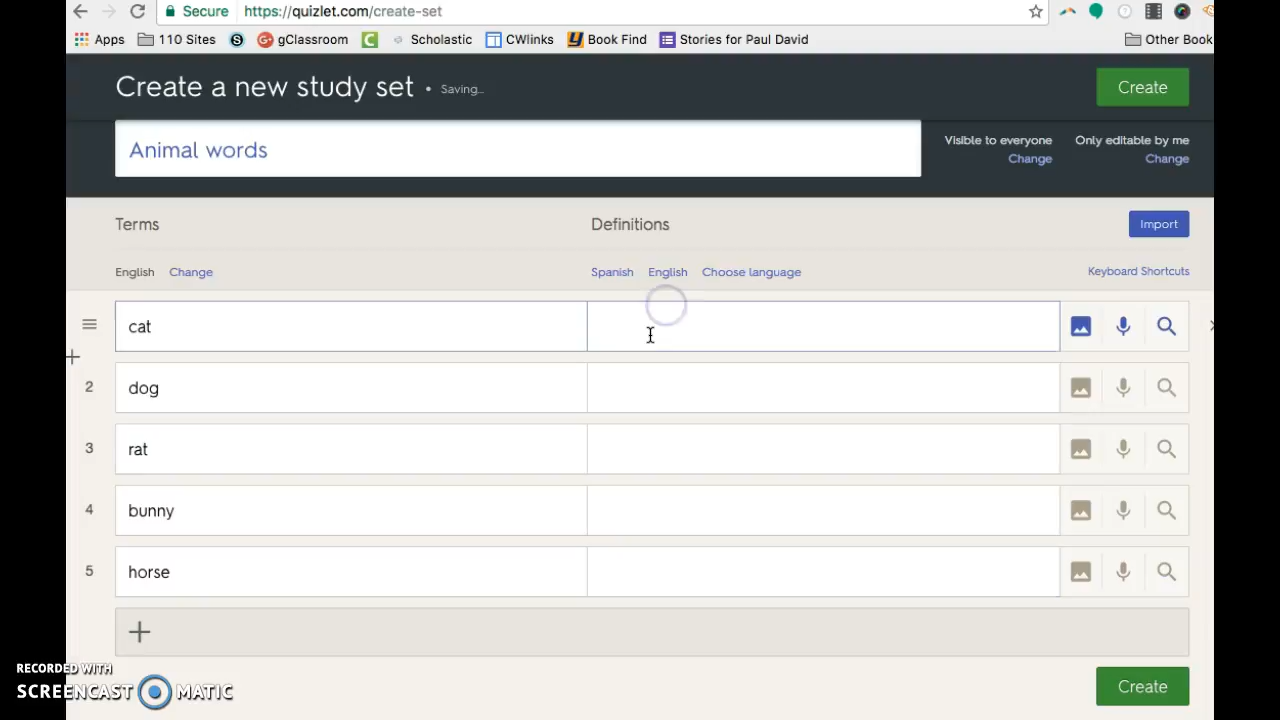 Secure https://quizlet.com/create-set
Apps 110 Sites S gClassroom C Scholastic CWlinks Book Find Stories for Paul David Other Book
Create a new study set • Saving... Create
Animal words
Visible to everyone Only editable by me
Change Change
Terms Definitions Import
English Change Spanish English Choose language Keyboard Shortcuts
cat
2 dog
3 rat
4 bunny
5 horse
RECORDED WITH
SCREENCAST MATIC
Create